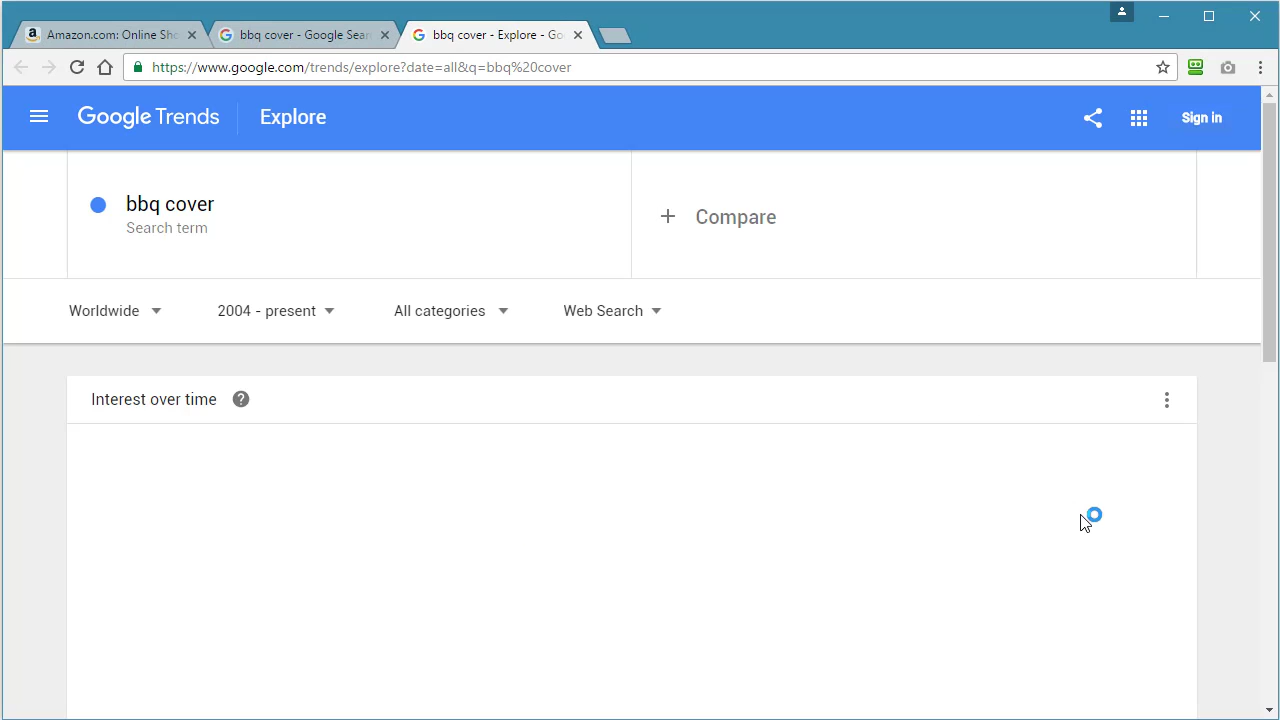 Amazon.com: Online Sho
bbq cover - Google Sear
bbq cover - Explore - Go
https://www.google.com/trends/explore?date=all&q=bbq%20cover
Google Trends
Explore
Sign in
bbq cover
Search term
+ Compare
Worldwide
2004 - present
All categories
Web Search
Interest over time